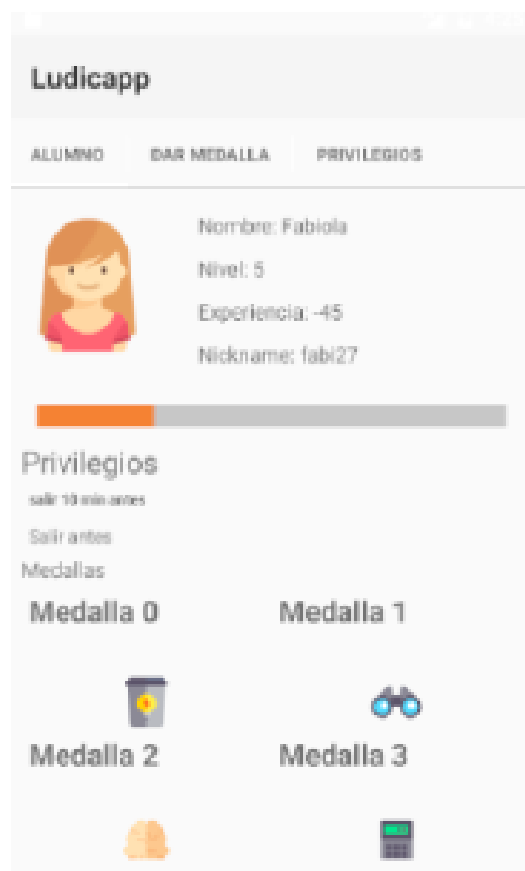 Ludicapp
ALUMNO DAR MEDALLA PRIVILEGIOS
Nombre: Fabiola
Nivel: 5
Experiencia: -45
Nickname: fabi27
Privilegios
salir 10 min antes
Salir antes
Medallas
Medalla 0 Medalla 1
Medalla 2 Medalla 3